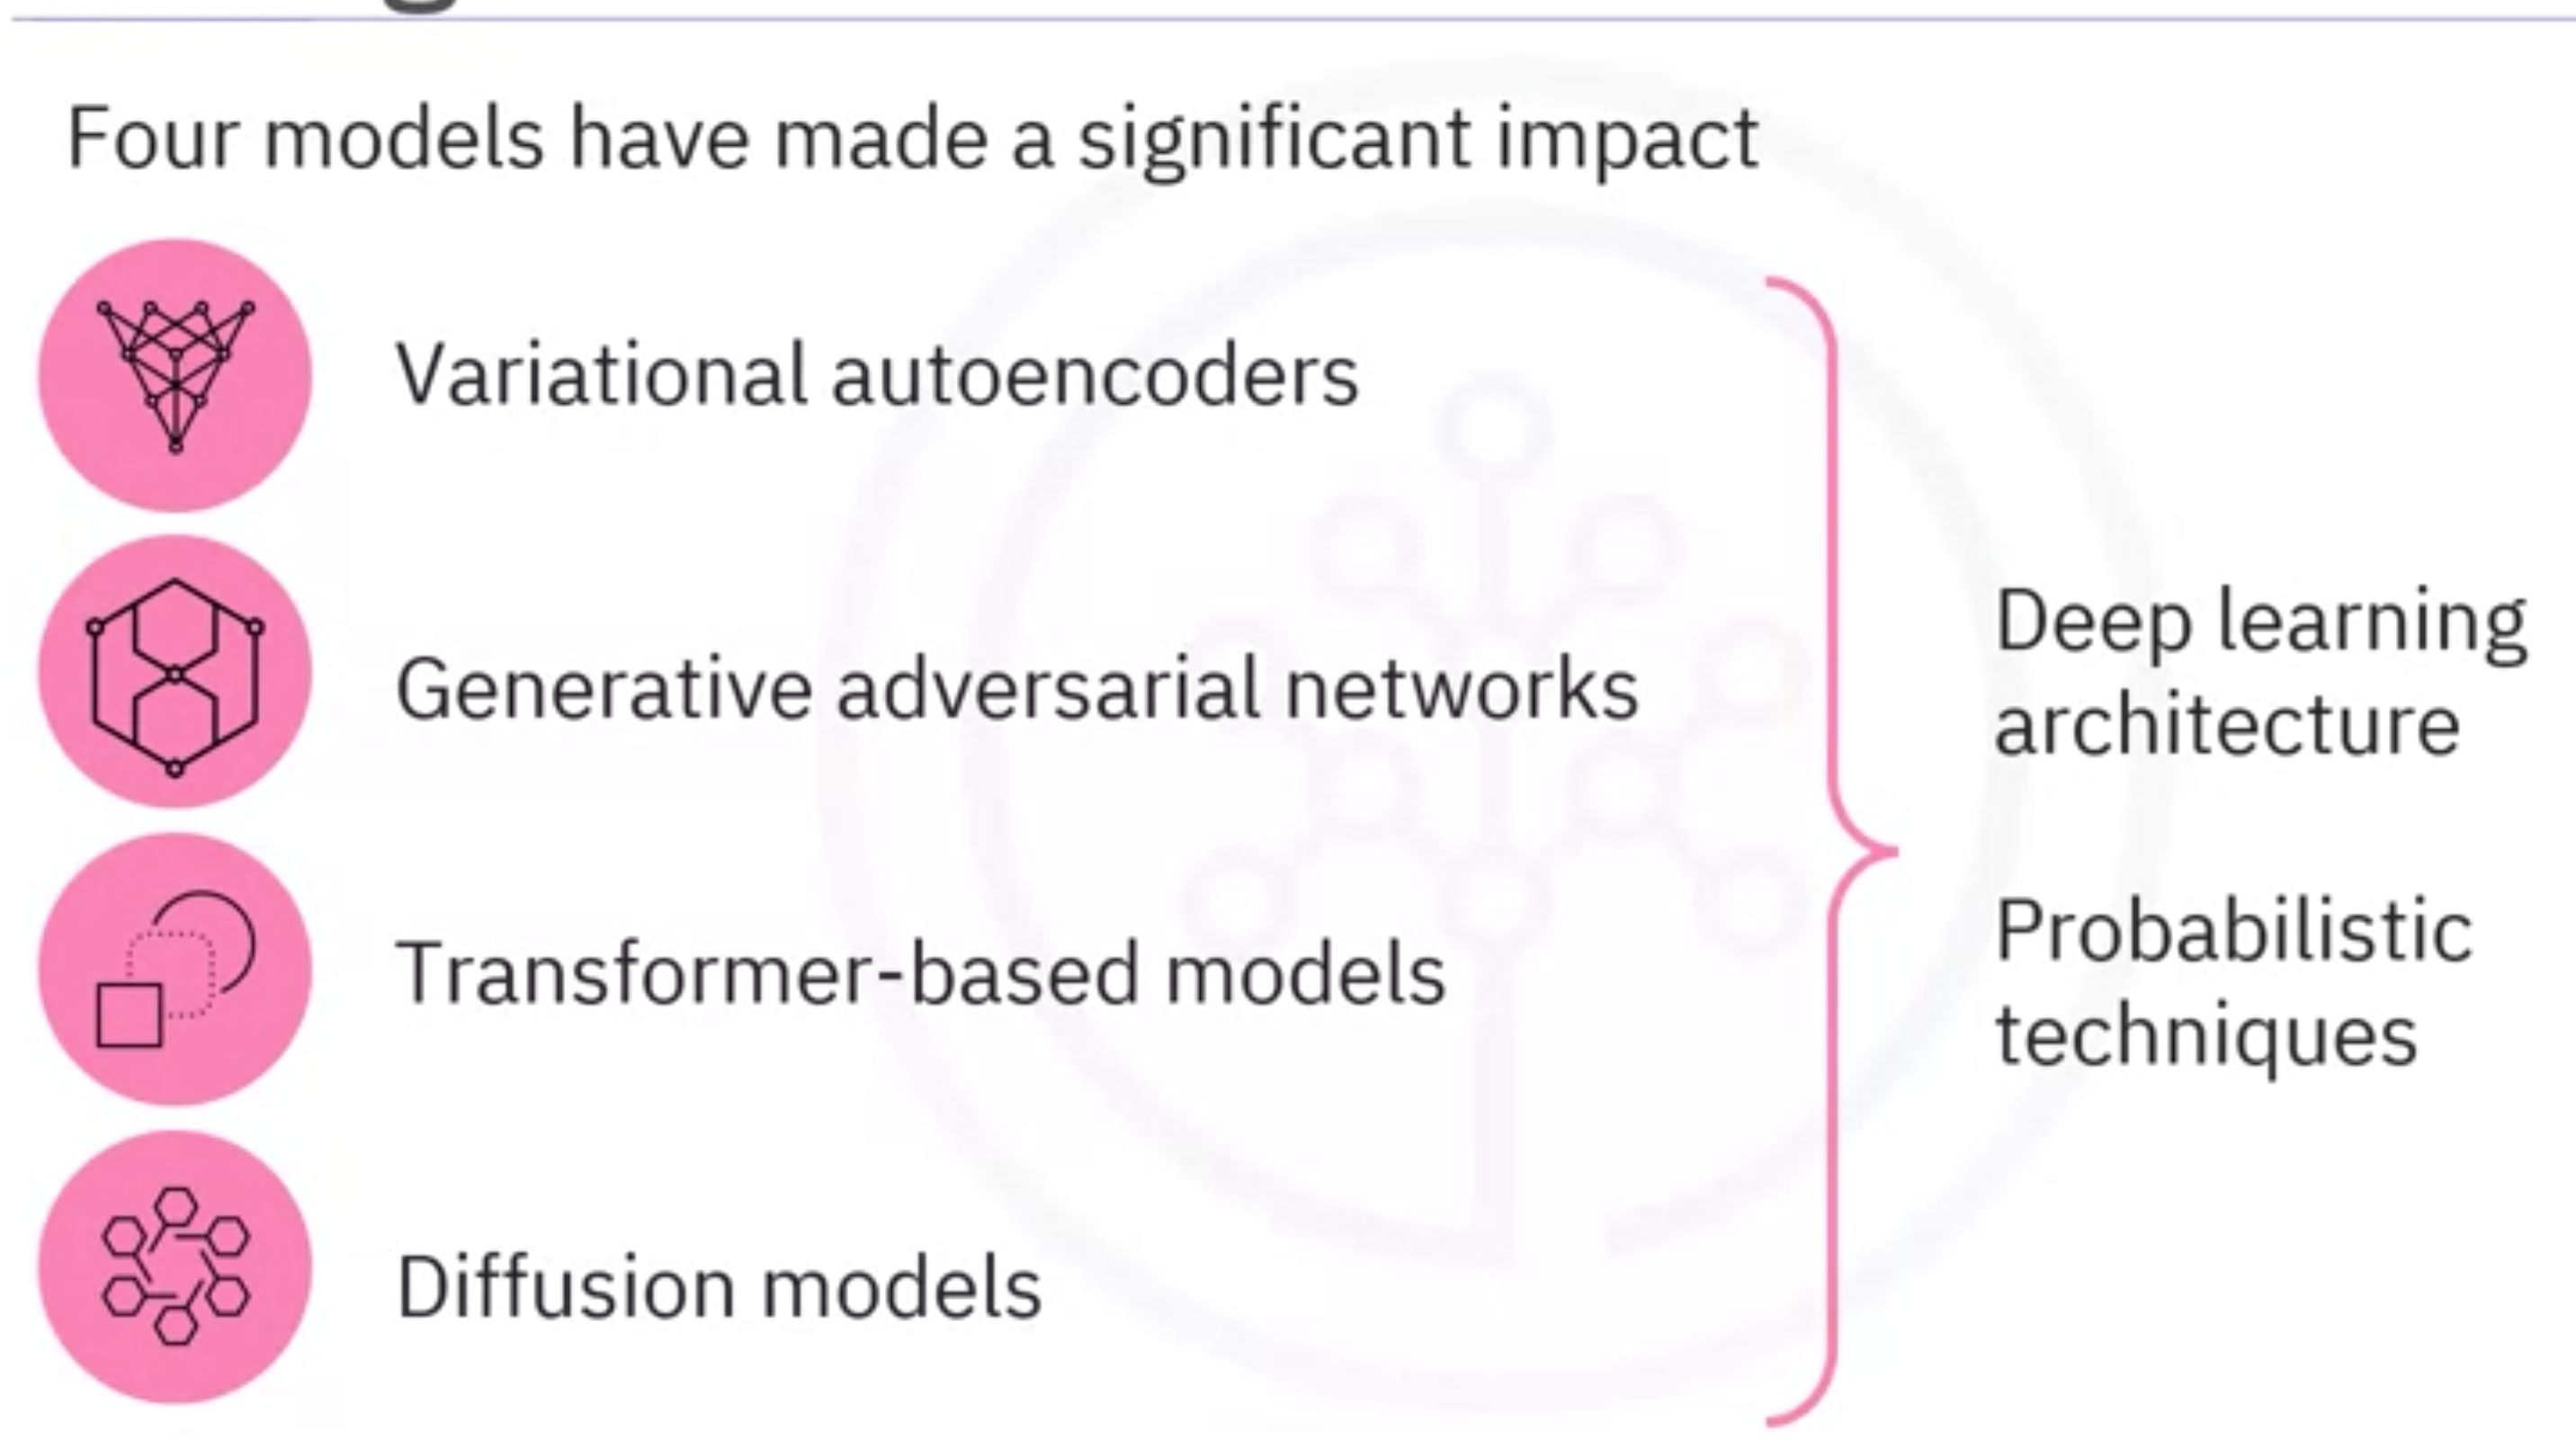 Four models have made a significant impact
Variational autoencoders
Generative adversarial networks
Transformer-based models
Diffusion models
Deep learning
architecture
Probabilistic
techniques